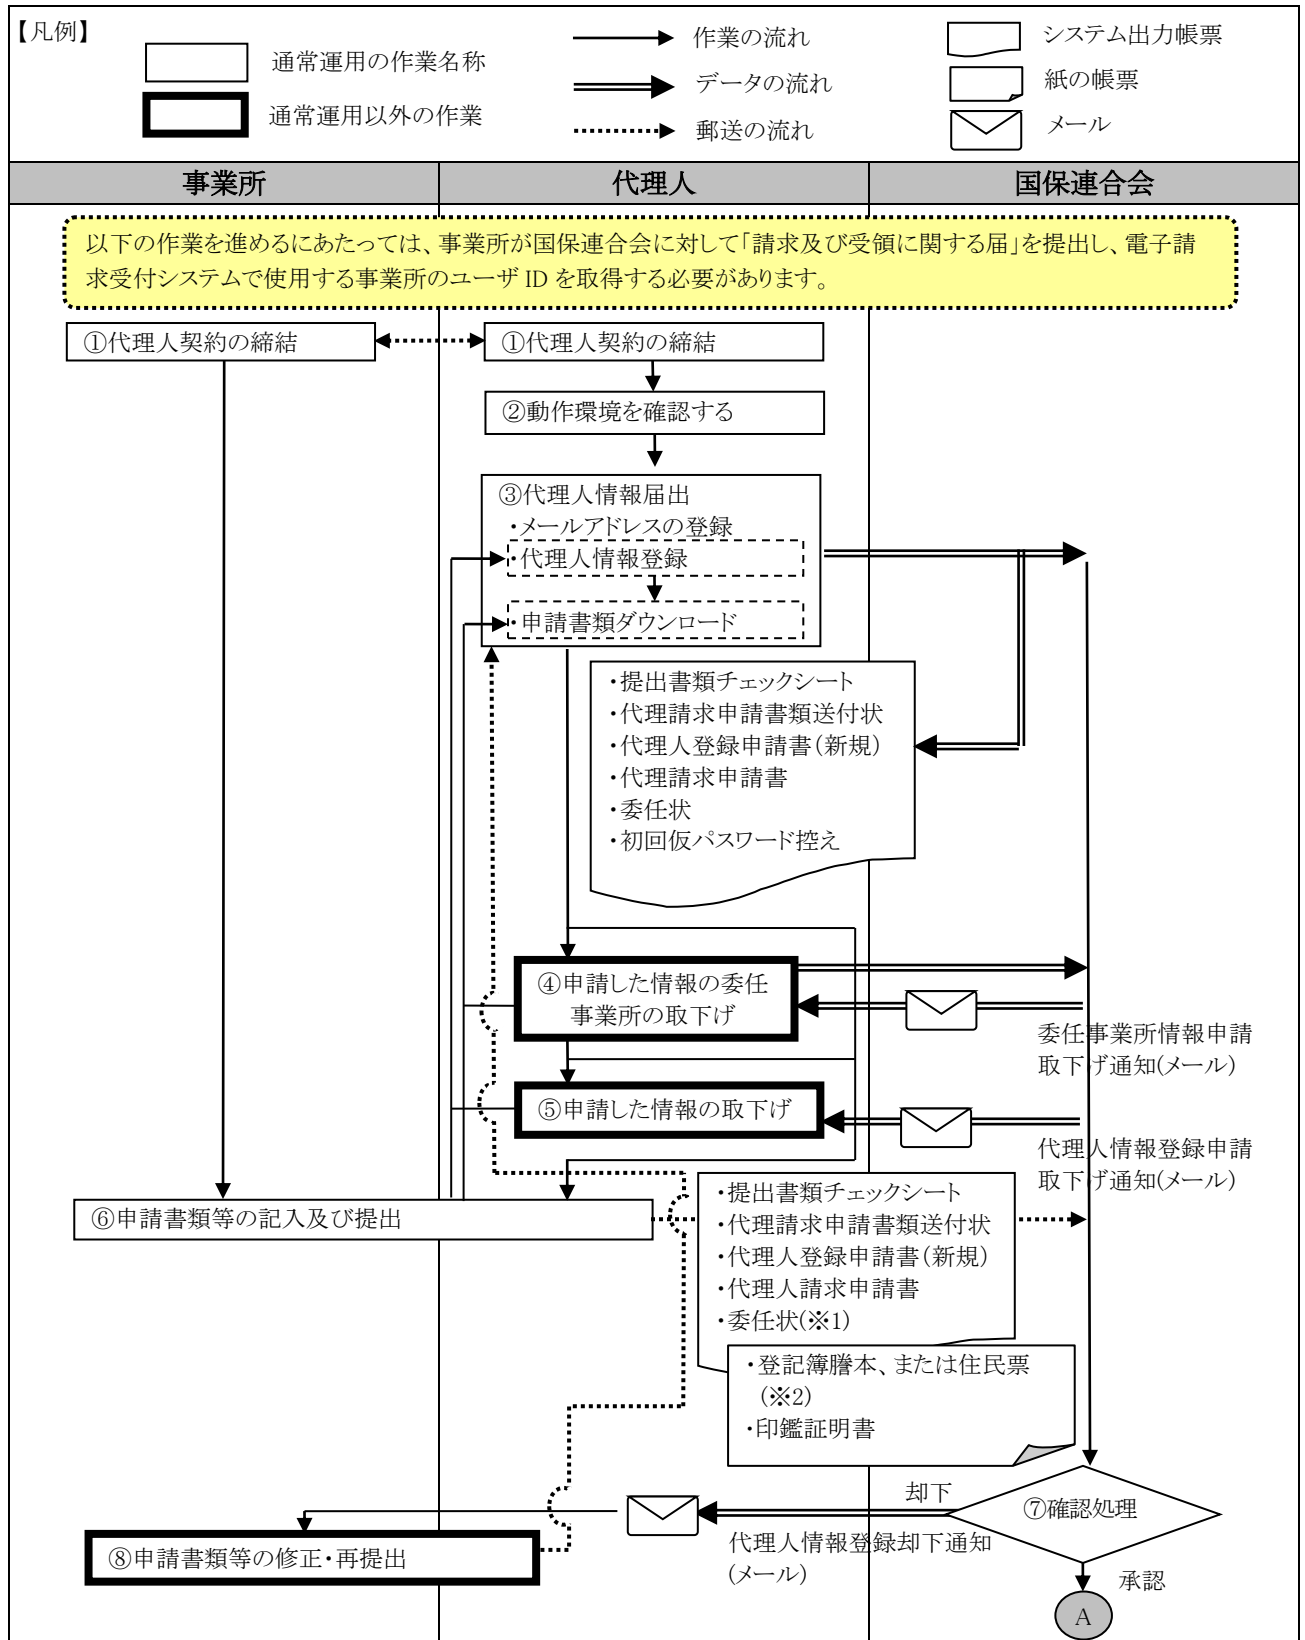 【凡例】
通常運用の作業名称
通常運用以外の作業
作業の流れ
データの流れ
郵送の流れ
システム出力帳票
紙の帳票
メール
事業所
代理人
国保連合会
以下の作業を進めるにあたっては、事業所が国保連合会に対して「請求及び受領に関する届」を提出し、電子請
求受付システムで使用する事業所のユーザ ID を取得する必要があります。
①代理人契約の締結
①代理人契約の締結
②動作環境を確認する
③代理人情報届出
・メールアドレスの登録
・代理人情報登録
・申請書類ダウンロード
・提出書類チェックシート
・代理請求申請書類送付状
・代理人登録申請書(新規)
・代理請求申請書
・委任状
・初回仮パスワード控え
④申請した情報の委任
事業所の取下げ
委任事業所情報申請
取下げ通知(メール)
⑤申請した情報の取下げ
代理人情報登録申請
取下げ通知(メール)
⑥申請書類等の記入及び提出
・提出書類チェックシート
・代理請求申請書類送付状
・代理人登録申請書(新規)
・代理人請求申請書
・委任状(※1)
・登記簿謄本、または住民票
(※2)
・印鑑証明書
却下
⑦確認処理
代理人情報登録却下通知
(メール)
⑧申請書類等の修正・再提出
承認
A